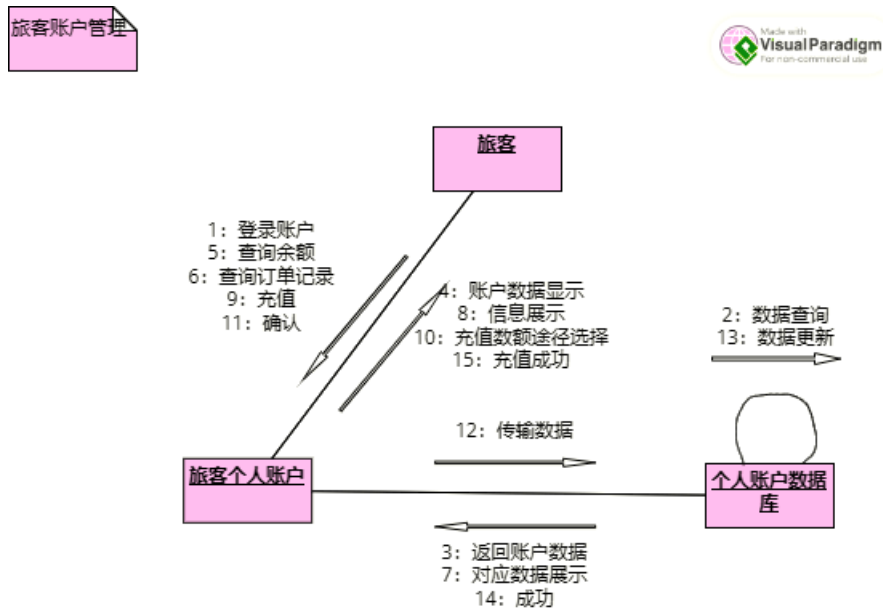 旅客账户管理
Made with
Visual Paradigm
For non-commercial use
旅客
1：登录账户
5：查询余额
6：查询订单记录
9：充值
11：确认
4：账户数据显示
8：信息展示
10：充值数额途径选择
15：充值成功
2：数据查询
13：数据更新
12：传输数据
旅客个人账户
个人账户数据
库
3：返回账户数据
7：对应数据展示
14：成功